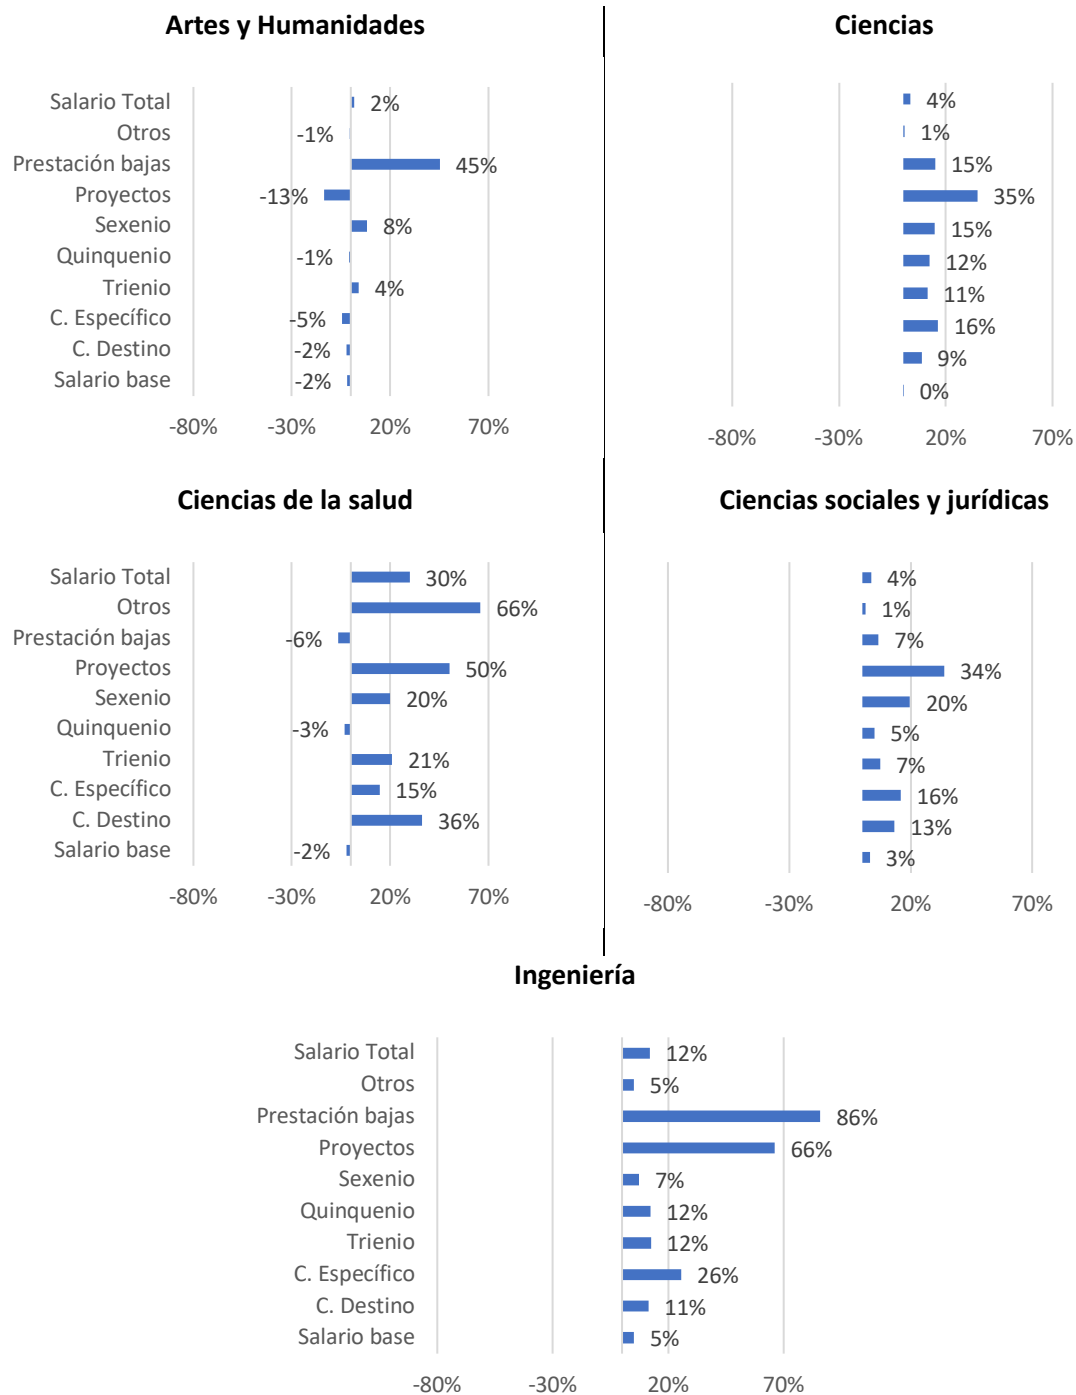 Artes y Humanidades
Salario Total 2%
Otros -1%
Prestación bajas 45%
Proyectos -13%
Sexenio 8%
Quinquenio -1%
Trienio 4%
C. Específico -5%
C. Destino -2%
Salario base -2%
-80% -30% 20% 70%
Ciencias
4%
1%
15%
35%
15%
12%
11%
16%
9%
0%
-80% -30% 20% 70%
Ciencias de la salud
Salario Total 30%
Otros 66%
Prestación bajas -6%
Proyectos 50%
Sexenio 20%
Quinquenio -3%
Trienio 21%
C. Específico 15%
C. Destino 36%
Salario base -2%
-80% -30% 20% 70%
Ciencias sociales y jurídicas
4%
1%
7%
34%
20%
5%
7%
16%
13%
3%
-80% -30% 20% 70%
Ingeniería
Salario Total 12%
Otros 5%
Prestación bajas 86%
Proyectos 66%
Sexenio 7%
Quinquenio 12%
Trienio 12%
C. Específico 26%
C. Destino 11%
Salario base 5%
-80% -30% 20% 70%